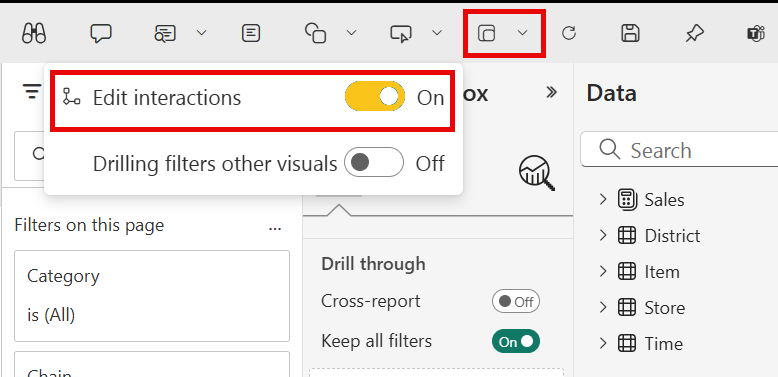 Edit interactions On
ox
Data
Drilling filters other visuals Off
Search
Filters on this page ...
Category
is (All)
Chain
Drill through
Cross-report Off
Keep all filters On
Sales
District
Item
Store
Time